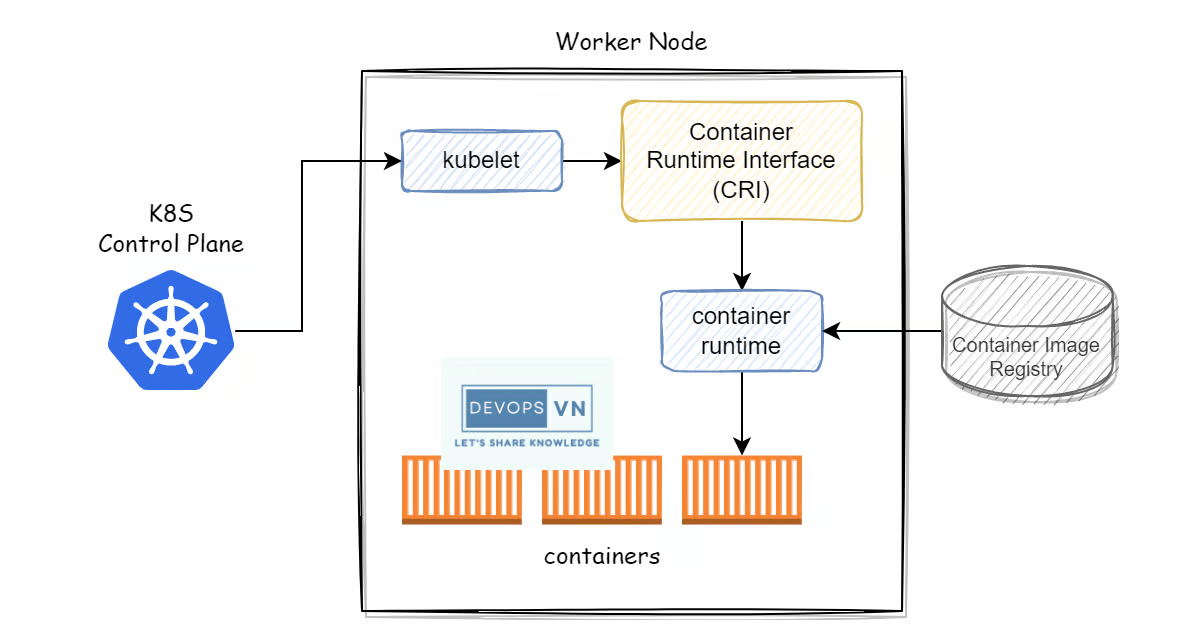 Worker Node
kubelet
Container
Runtime Interface
(CRI)
K8S
Control Plane
container
runtime
Container Image
Registry
DEVOPS VN
LET'S SHARE KNOWLEDGE
containers